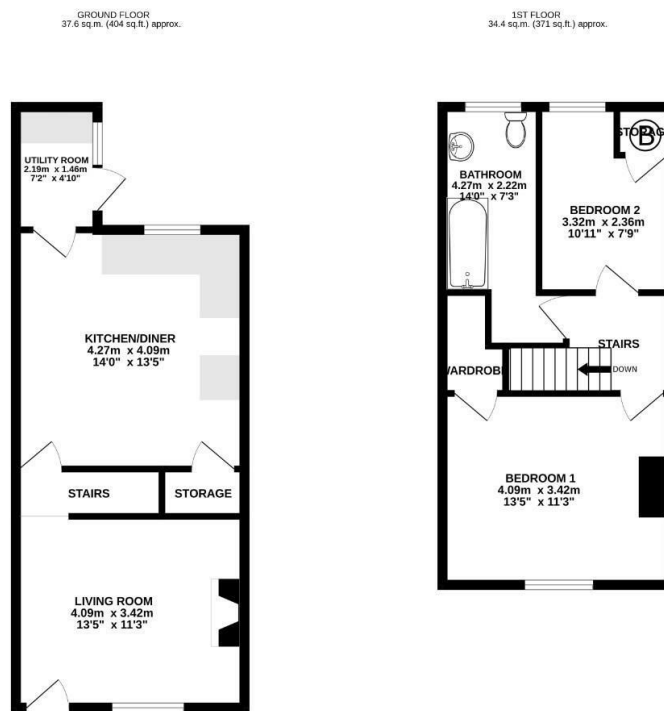 GROUND FLOOR
37.6 sq.m. (404 sq.ft.) approx.
UTILITY ROOM
2.19m x 1.46m
7'2" x 4'10"
KITCHEN/DINER
4.27m x 4.09m
14'0" x 13'5"
STAIRS
STORAGE
LIVING ROOM
4.09m x 3.42m
13'5" x 11'3"
1ST FLOOR
34.4 sq.m. (371 sq.ft.) approx.
BATHROOM
4.27m x 2.22m
14'0" x 7'3"
STORAG
B
BEDROOM 2
3.32m x 2.36m
10'11" x 7'9"
STAIRS
DOWN
WARDROBE
BEDROOM 1
4.09m x 3.42m
13'5" x 11'3"